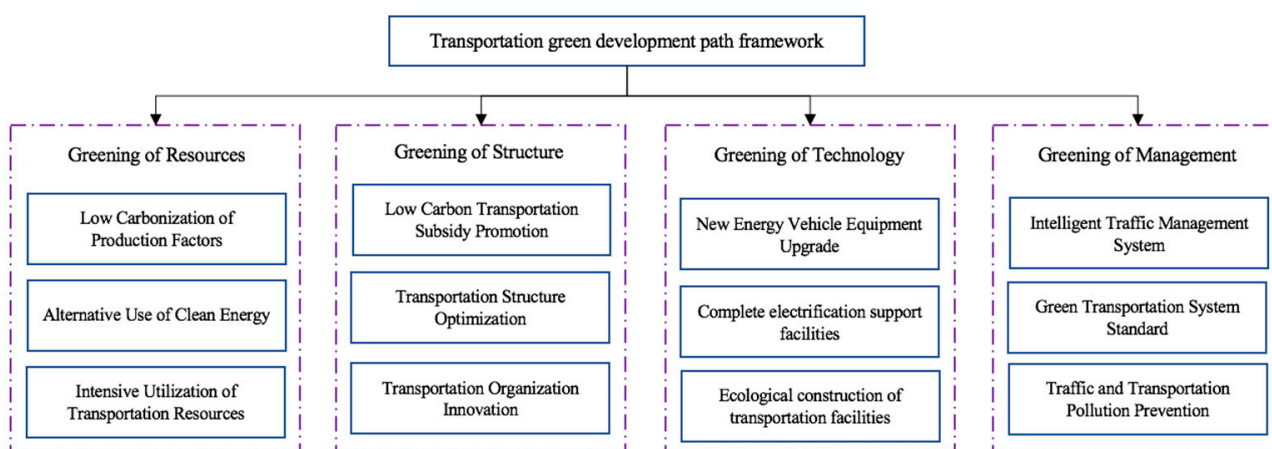 Transportation green development path framework
Greening of Resources
Low Carbonization of
Production Factors
Alternative Use of Clean Energy
Intensive Utilization of
Transportation Resources
Greening of Structure
Low Carbon Transportation
Subsidy Promotion
Transportation Structure
Optimization
Transportation Organization
Innovation
Greening of Technology
New Energy Vehicle Equipment
Upgrade
Complete electrification support
facilities
Ecological construction of
transportation facilities
Greening of Management
Intelligent Traffic Management
System
Green Transportation System
Standard
Traffic and Transportation
Pollution Prevention